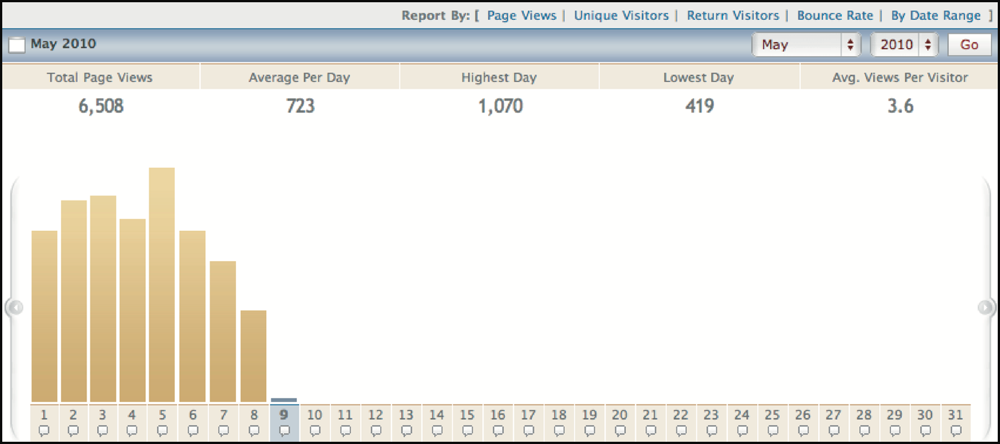 Report By: [ Page Views | Unique Visitors | Return Visitors | Bounce Rate | By Date Range ]
May 2010 May 2010 Go
Total Page Views Average Per Day Highest Day Lowest Day Avg. Views Per Visitor
6,508 723 1,070 419 3.6
1 2 3 4 5 6 7 8 9 10 11 12 13 14 15 16 17 18 19 20 21 22 23 24 25 26 27 28 29 30 31